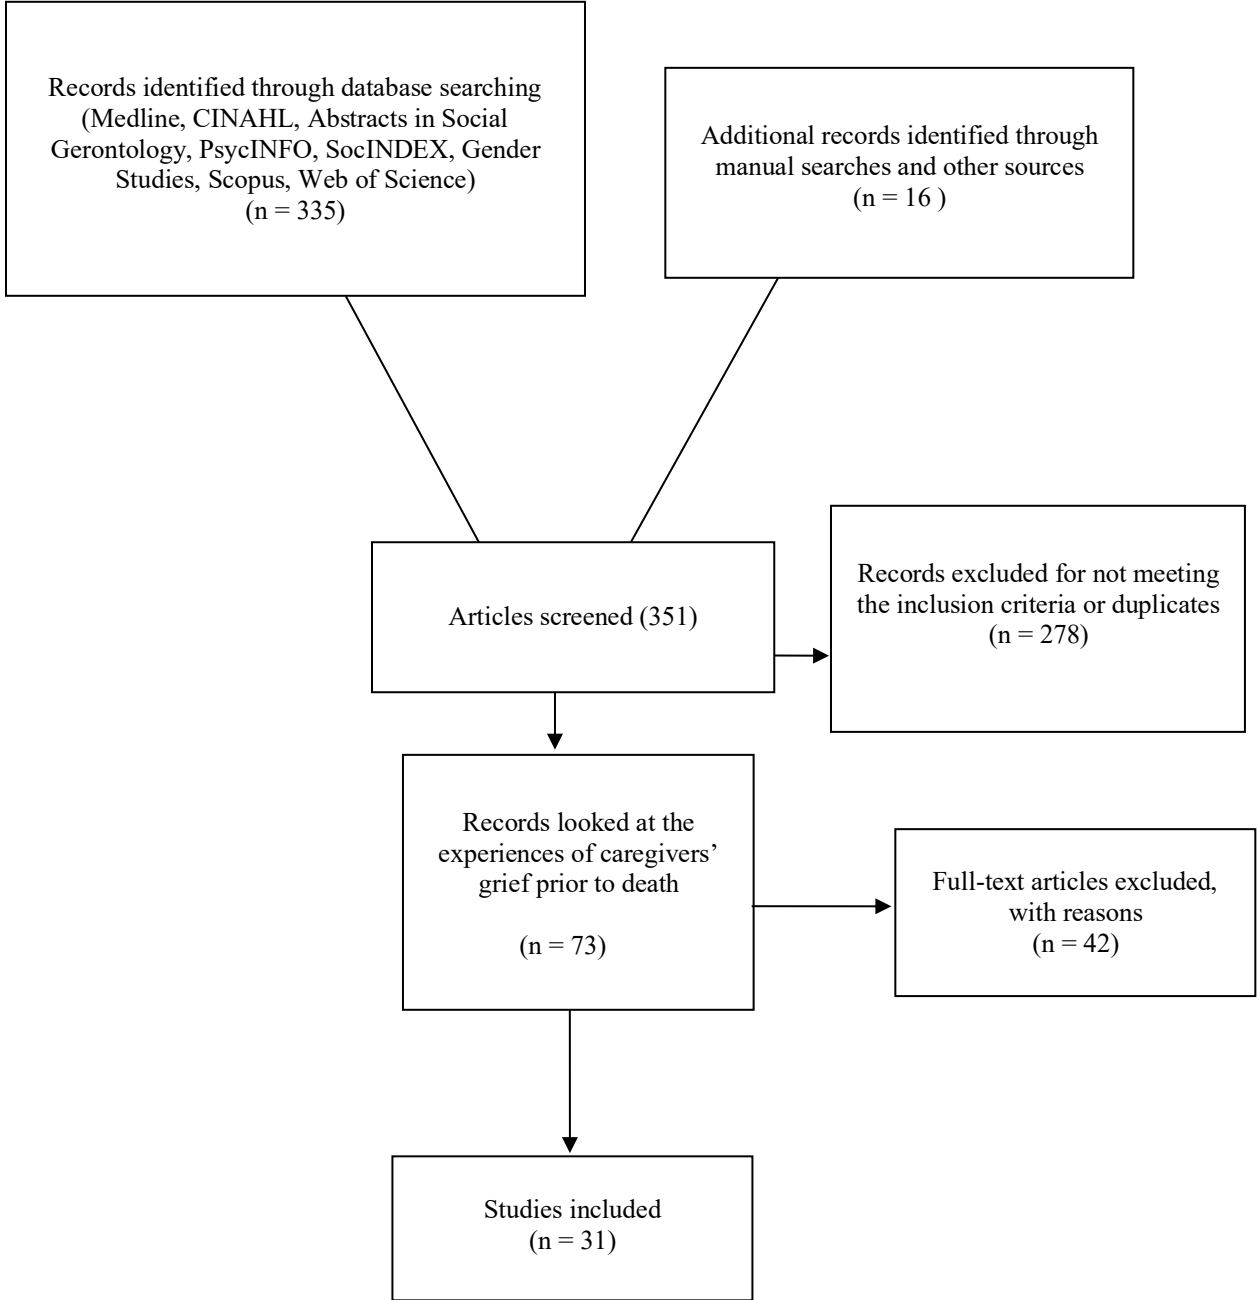 Records identified through database searching
(Medline, CINAHL, Abstracts in Social
Gerontology, PsycINFO, SocINDEX, Gender
Studies, Scopus, Web of Science)
(n = 335)
Additional records identified through
manual searches and other sources
(n = 16 )
Articles screened (351)
Records excluded for not meeting
the inclusion criteria or duplicates
(n = 278)
Records looked at the
experiences of caregivers’
grief prior to death
(n = 73)
Full-text articles excluded,
with reasons
(n = 42)
Studies included
(n = 31)